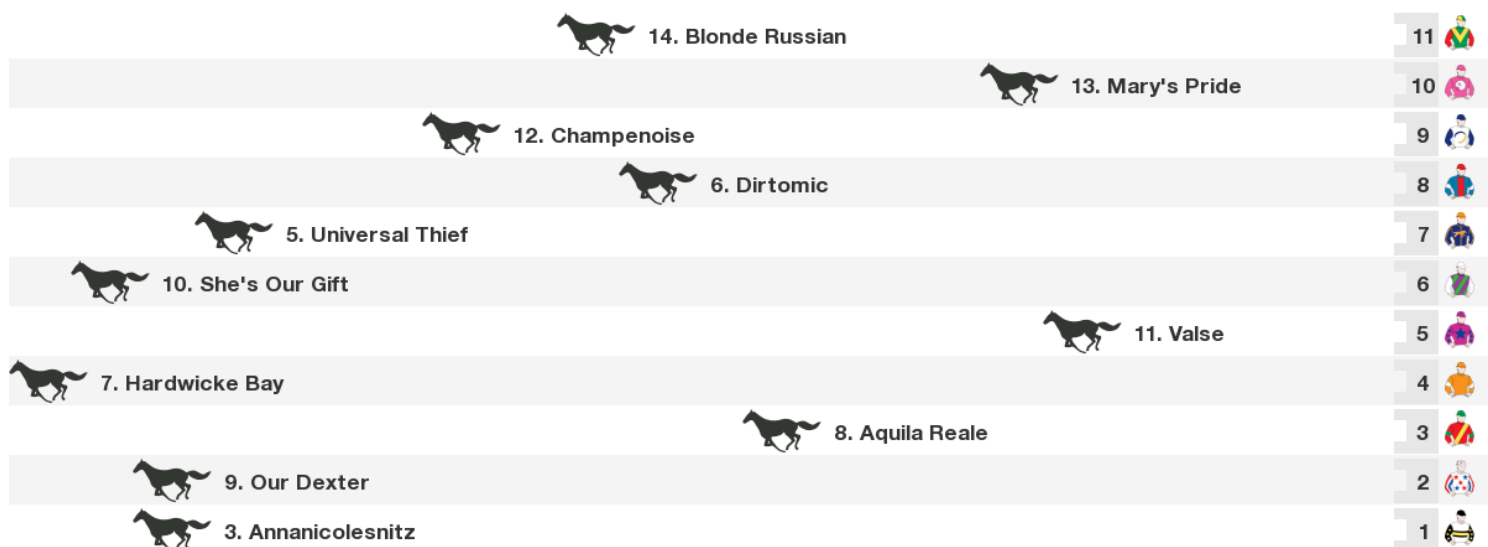 14. Blonde Russian 11
13. Mary's Pride 10
12. Champenoise 9
6. Dirtomic 8
5. Universal Thief 7
10. She's Our Gift 6
11. Valse 5
7. Hardwicke Bay 4
8. Aquila Reale 3
9. Our Dexter 2
3. Annanicolesnitz 1